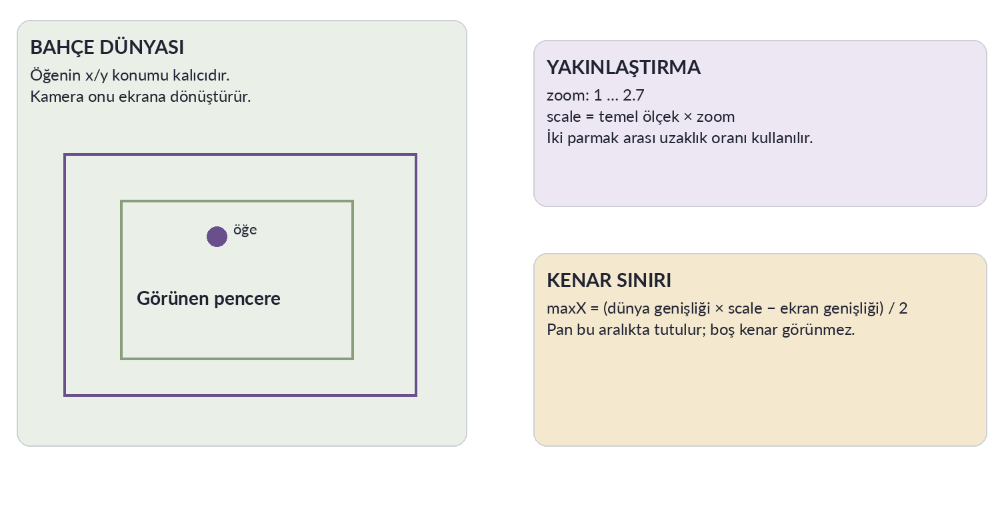 BAHÇE DÜNYASI
Öğenin x/y konumu kalıcıdır.
Kamera onu ekrana dönüştürür.
öğe
Görünen pencere
YAKINLAŞTIRMA
zoom: 1 … 2.7
scale = temel ölçek × zoom
İki parmak arası uzaklık oranı kullanılır.
KENAR SINIRI
maxX = (dünya genişliği × scale − ekran genişliği) / 2
Pan bu aralıkta tutulur; boş kenar görünmez.